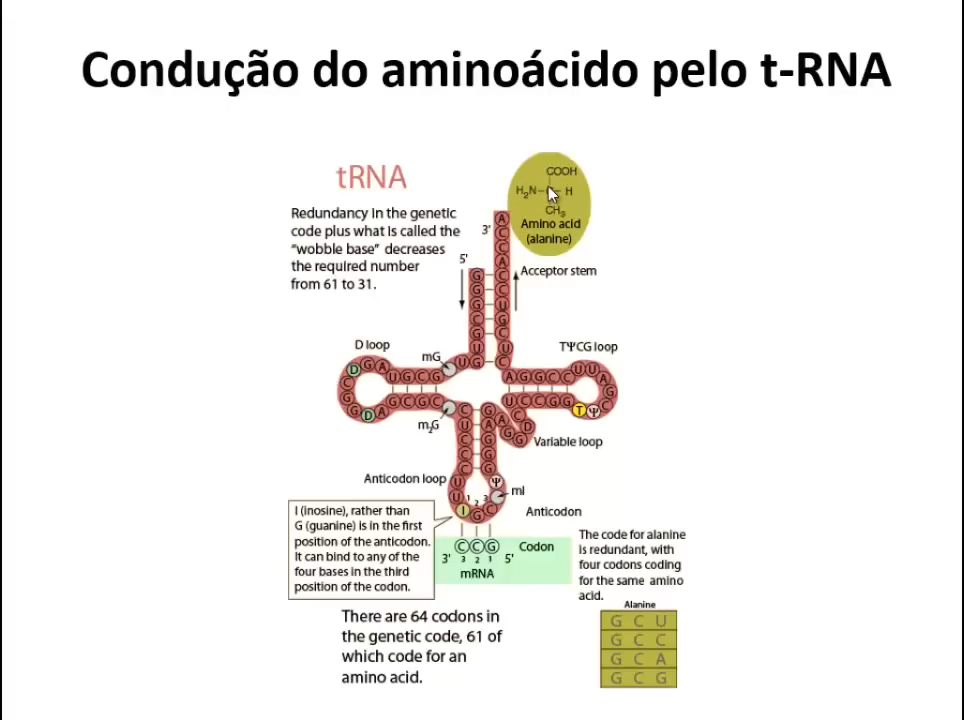 Condução do aminoácido pelo t-RNA
tRNA
Redundancy in the genetic
code plus what is called the
"wobble base" decreases
the required number
from 61 to 31.
COOH
H2N– – H
CH3
Amino acid
(alanine)
3'
5'
Acceptor stem
D loop
mG
TΨCG loop
m2G
Variable loop
Anticodon loop
mI
Anticodon
1 2 3
I (inosine), rather than
G (guanine) is in the first
position of the anticodon.
It can bind to any of the
four bases in the third
position of the codon.
C C G
Codon
3' 3 2 1 5'
mRNA
The code for alanine
is redundant, with
four codons coding
for the same amino
acid.
Alanine
G C U
G C C
G C A
G C G
There are 64 codons in
the genetic code, 61 of
which code for an
amino acid.